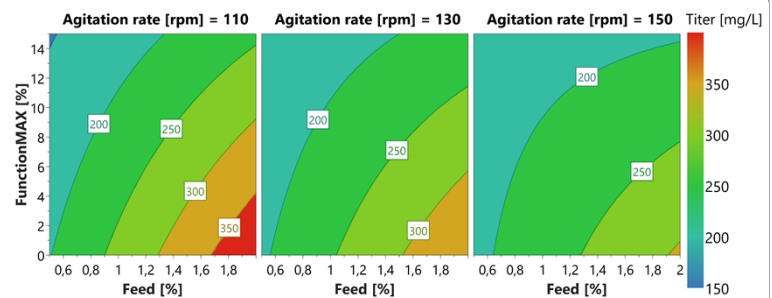 Agitation rate [rpm] = 110 Agitation rate [rpm] = 130 Agitation rate [rpm] = 150 Titer [mg/L]
FunctionMAX [%]
14
12
10
8
6
4
2
0
200
250
300
350
0,6 0,8 1 1,2 1,4 1,6 1,8
Feed [%]
200
250
300
0,6 0,8 1 1,2 1,4 1,6 1,8
Feed [%]
200
250
0,6 0,8 1 1,2 1,4 1,6 1,8 2
Feed [%]
350
300
250
200
150